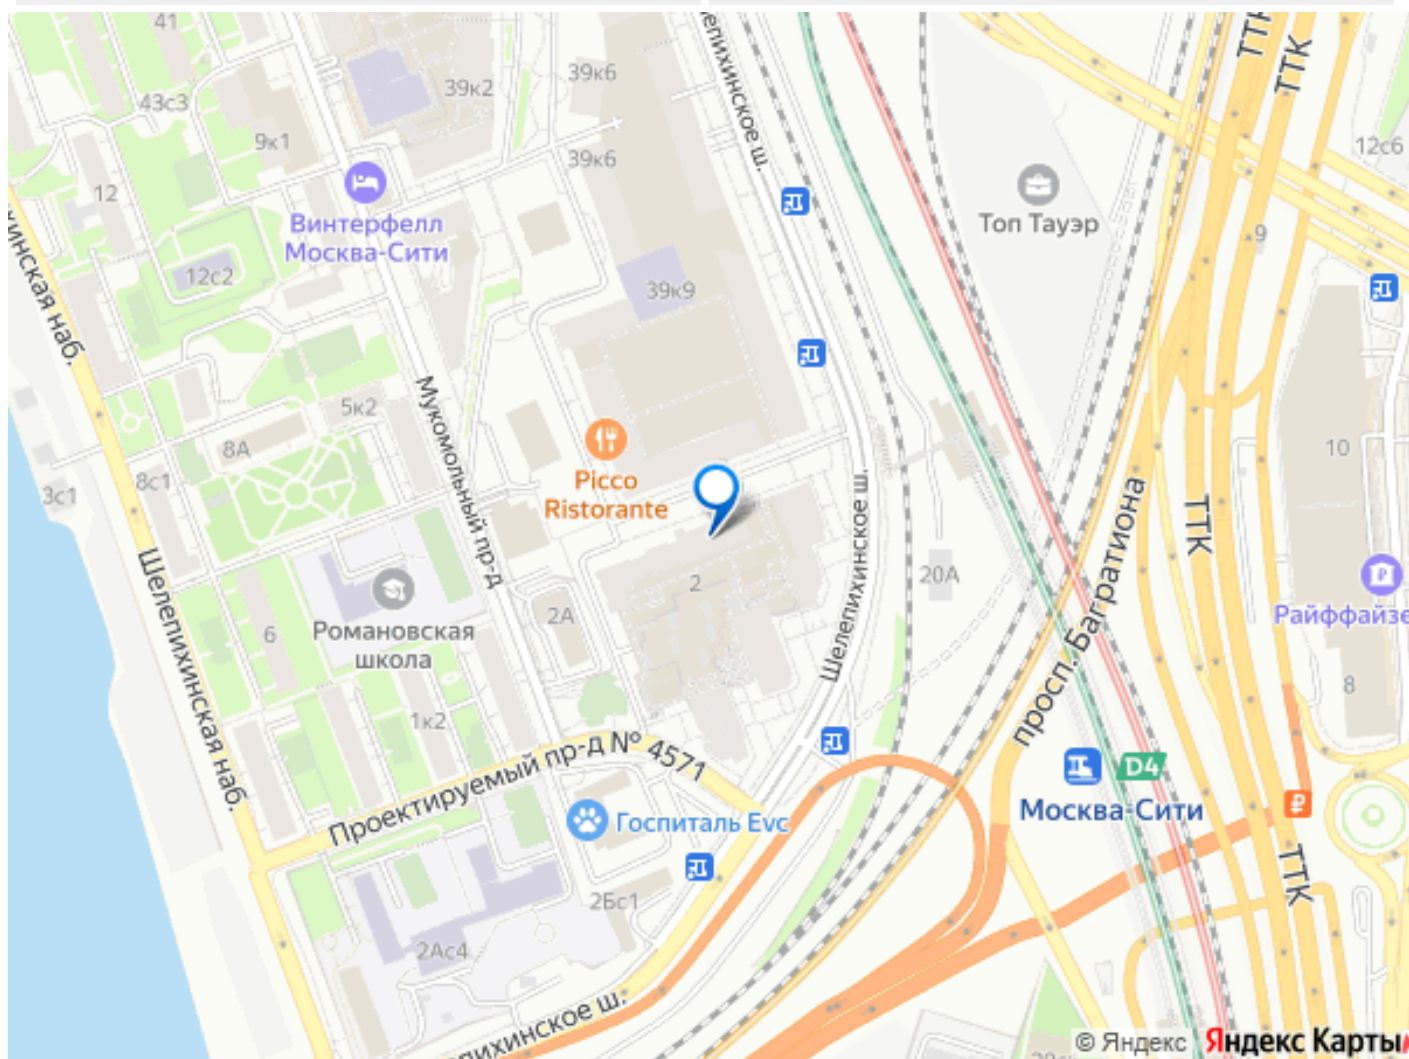 41
39к2
39к6
ТТК
ТТК
43с3
9к1
39к6
Шелепихинское ш.
12с6
12
Винтерфелл
Москва-Сити
Топ Тауэр
9
12с2
39к9
5к2
Мукомольный пр-д
8А
8с1
3с1
Picco
Ristorante
10
ТТК
Шелепихинское ш.
просп. Багратиона
2
20А
2А
Романовская
школа
6
Шелепихинская наб.
1к2
8
D4
Москва-Сити
Проектируемый пр-д № 4571
Госпиталь Evc
ТТК
2Бс1
2Ас4
© Яндекс
Яндекс Карты